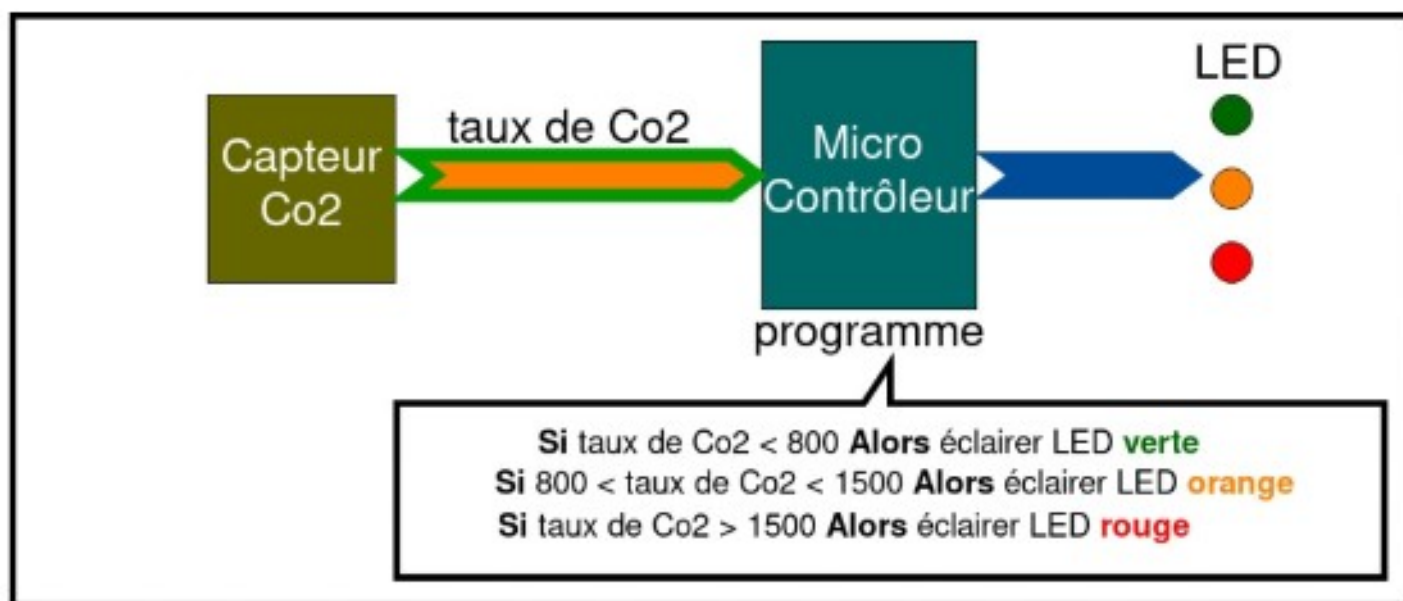 LED
Capteur
Co2
taux de Co2
Micro
Contrôleur
programme
Si taux de Co2 < 800 Alors éclairer LED verte
Si 800 < taux de Co2 < 1500 Alors éclairer LED orange
Si taux de Co2 > 1500 Alors éclairer LED rouge